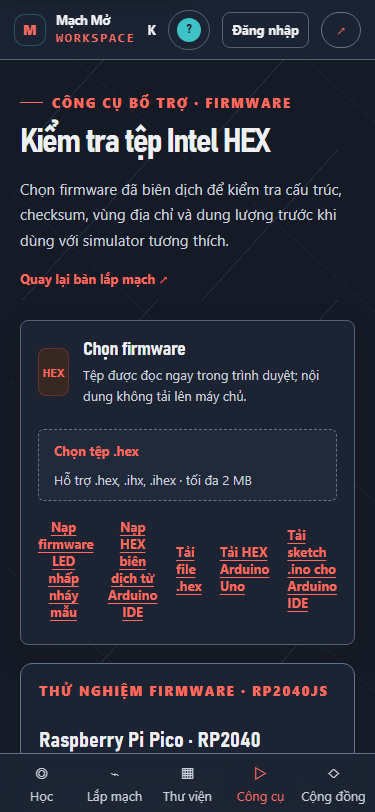 M
Mạch Mở
WORKSPACE
K
?
Đăng nhập
↗
CÔNG CỤ BỔ TRỢ · FIRMWARE
Kiểm tra tệp Intel HEX
Chọn firmware đã biên dịch để kiểm tra cấu trúc,
checksum, vùng địa chỉ và dung lượng trước khi
dùng với simulator tương thích.
Quay lại bàn lắp mạch ↗
HEX
Chọn firmware
Tệp được đọc ngay trong trình duyệt; nội
dung không tải lên máy chủ.
Chọn tệp .hex
Hỗ trợ .hex, .ihx, .ihex · tối đa 2 MB
Nạp
firmware
LED
nhấp
nháy
mẫu
Nạp
HEX
biên
dịch từ
Arduino
IDE
Tải
file
.hex
Tải HEX
Arduino
Uno
Tải
sketch
.ino cho
Arduino
IDE
THỬ NGHIỆM FIRMWARE · RP2040JS
Raspberry Pi Pico · RP2040
Học
Lắp mạch
Thư viện
Công cụ
Cộng đồng